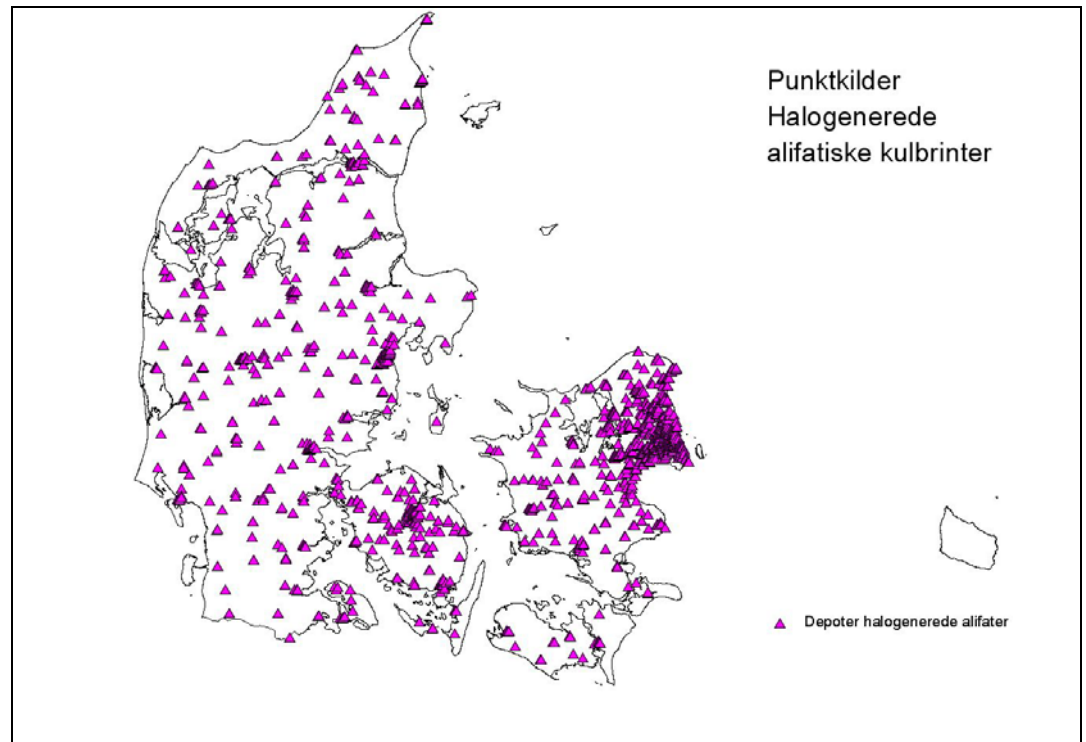 Punktkilder
Halogenerede
alifatiske kulbrinter
Depoter halogenerede alifater